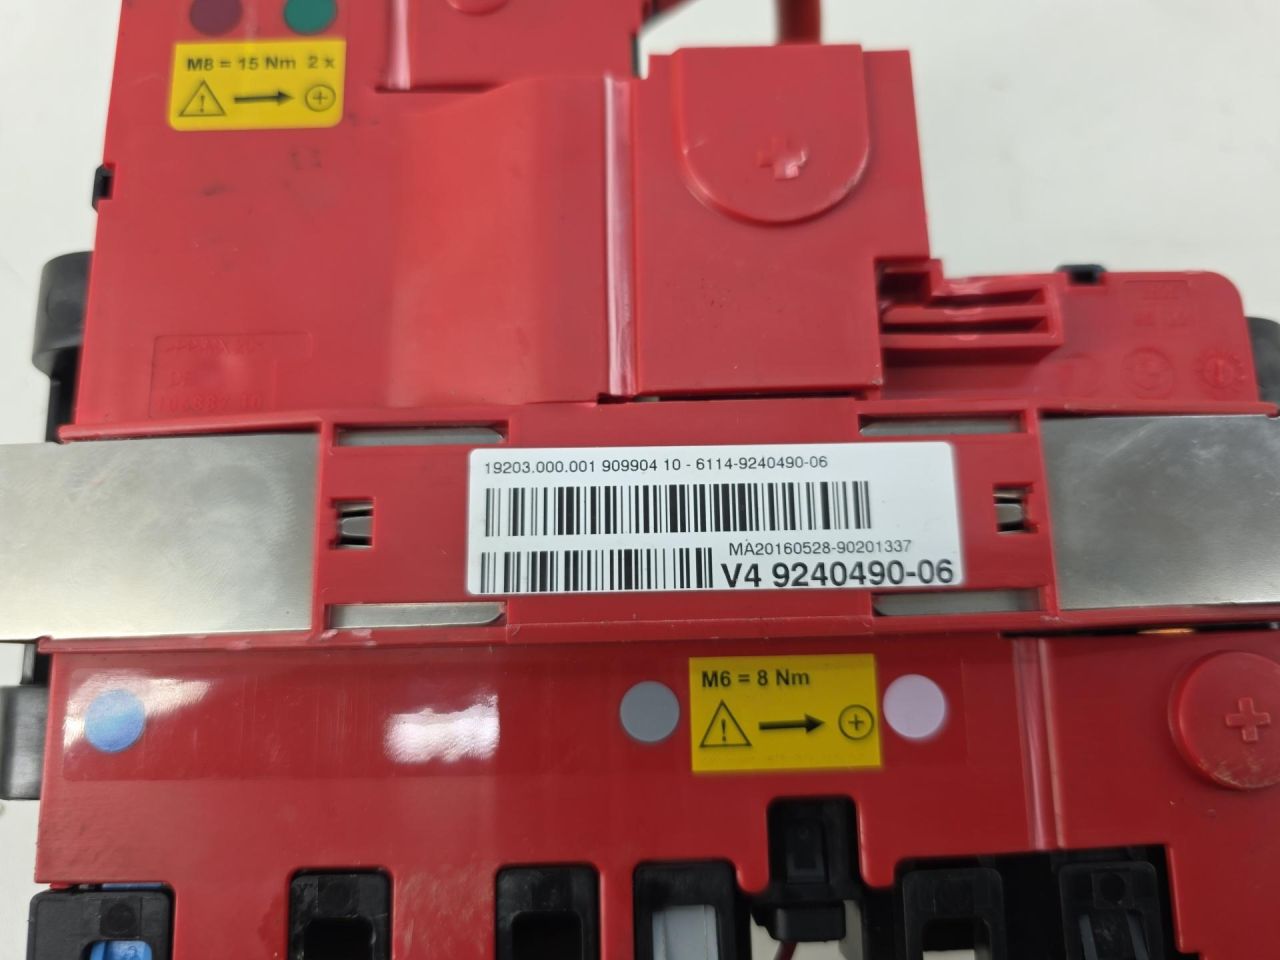 M8 = 15 Nm 2 x
19203.000.001 909904 10 - 6114-9240490-06
MA20160528-90201337
V4 9240490-06
M6 = 8 Nm